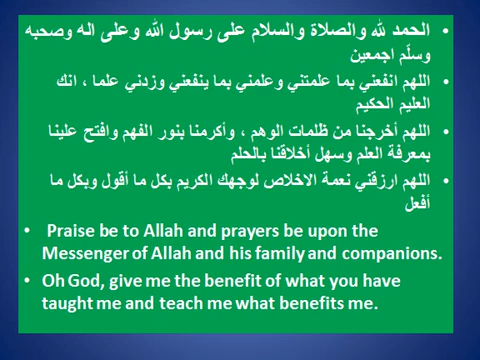 • الحمد لله والصلاة والسلام على رسول الله وعلى اله وصحبه
وسلّم اجمعين
• اللهم انفعني بما علمتني وعلمني بما ينفعني وزدني علما ، انك
العليم الحكيم
• اللهم أخرجنا من ظلمات الوهم ، وأكرمنا بنور الفهم وافتح علينا
بمعرفة العلم وسهل أخلاقنا بالحلم
• اللهم ارزقني نعمة الاخلاص لوجهك الكريم بكل ما أقول وبكل ما
أفعل
• Praise be to Allah and prayers be upon the
Messenger of Allah and his family and companions.
• Oh God, give me the benefit of what you have
taught me and teach me what benefits me.